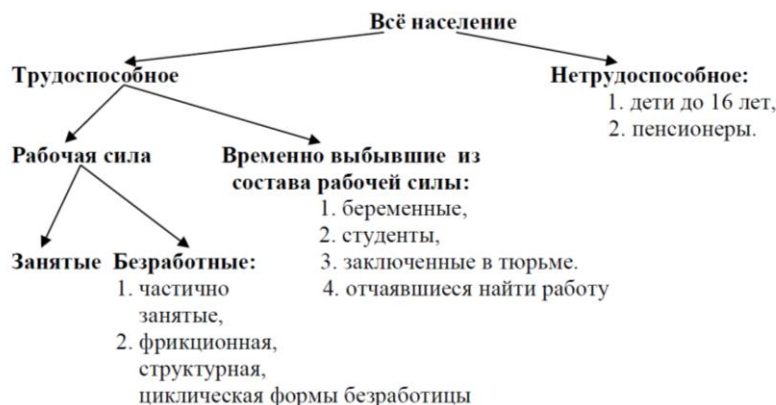 Всё население
Трудоспособное
Нетрудоспособное:
1. дети до 16 лет,
2. пенсионеры.
Рабочая сила
Временно выбывшие из
состава рабочей силы:
1. беременные,
2. студенты,
3. заключенные в тюрьме.
4. отчаявшиеся найти работу
Занятые
Безработные:
1. частично
занятые,
2. фрикционная,
структурная,
циклическая формы безработицы